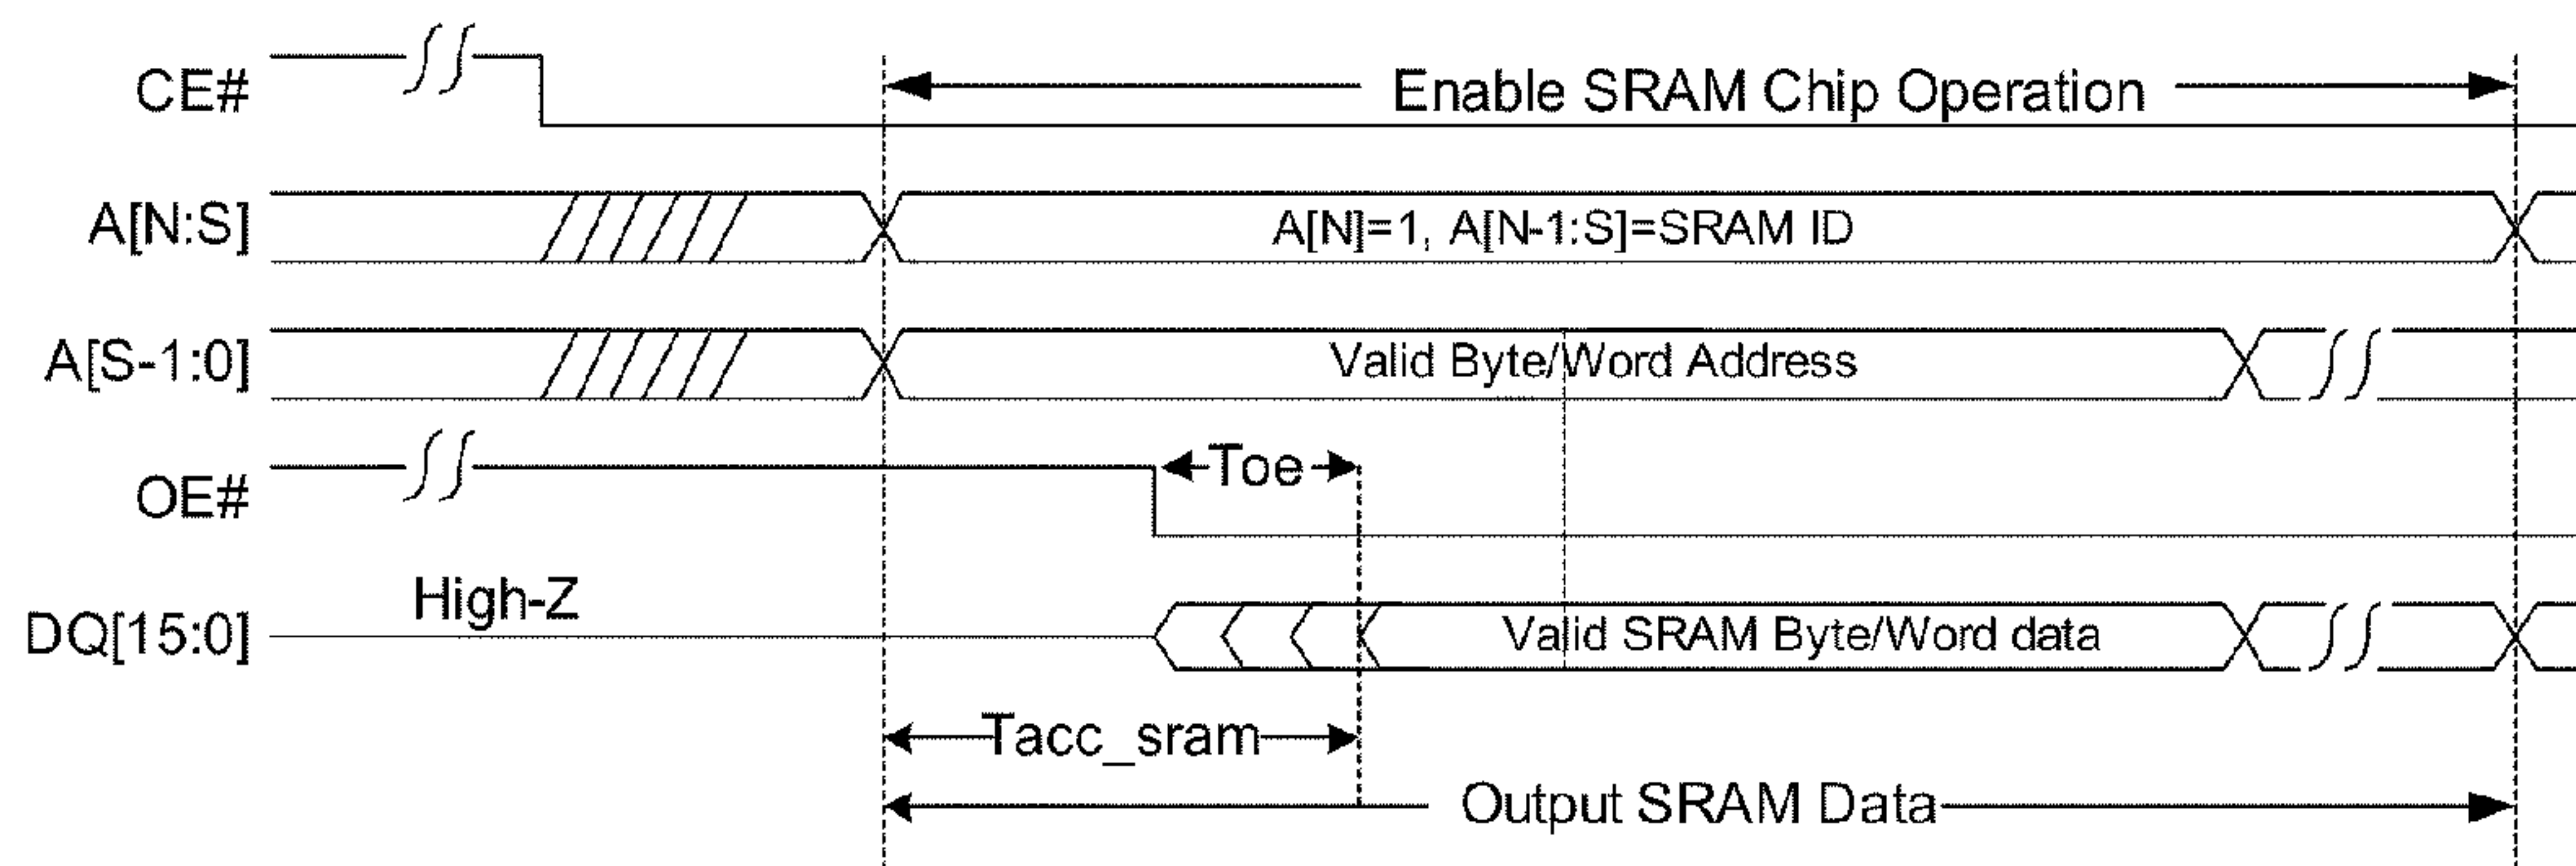 CE#
Enable SRAM Chip Operation
A[N:S]
A[N]=1, A[N-1:S]=SRAM ID
A[S-1:0]
Valid Byte/Word Address
OE#
Toe
High-Z
DQ[15:0]
Valid SRAM Byte/Word data
Tacc_sram
Output SRAM Data